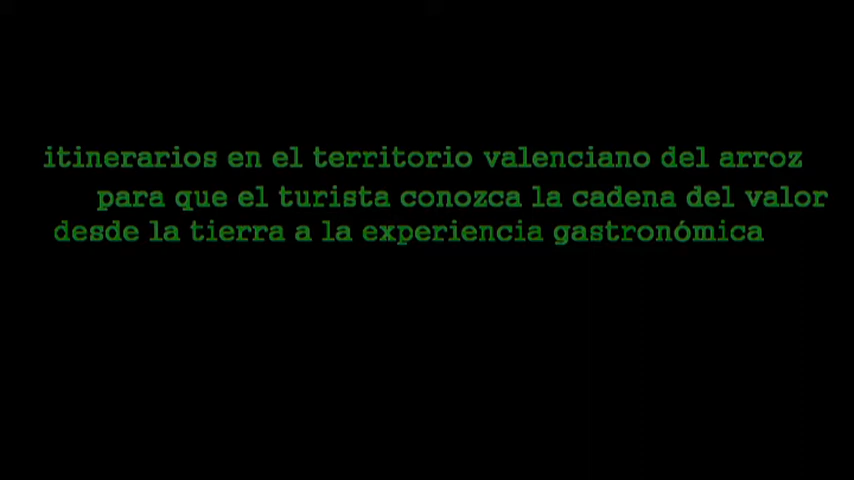 itinerarios en el territorio valenciano del arroz
para que el turista conozca la cadena del valor
desde la tierra a la experiencia gastronómica